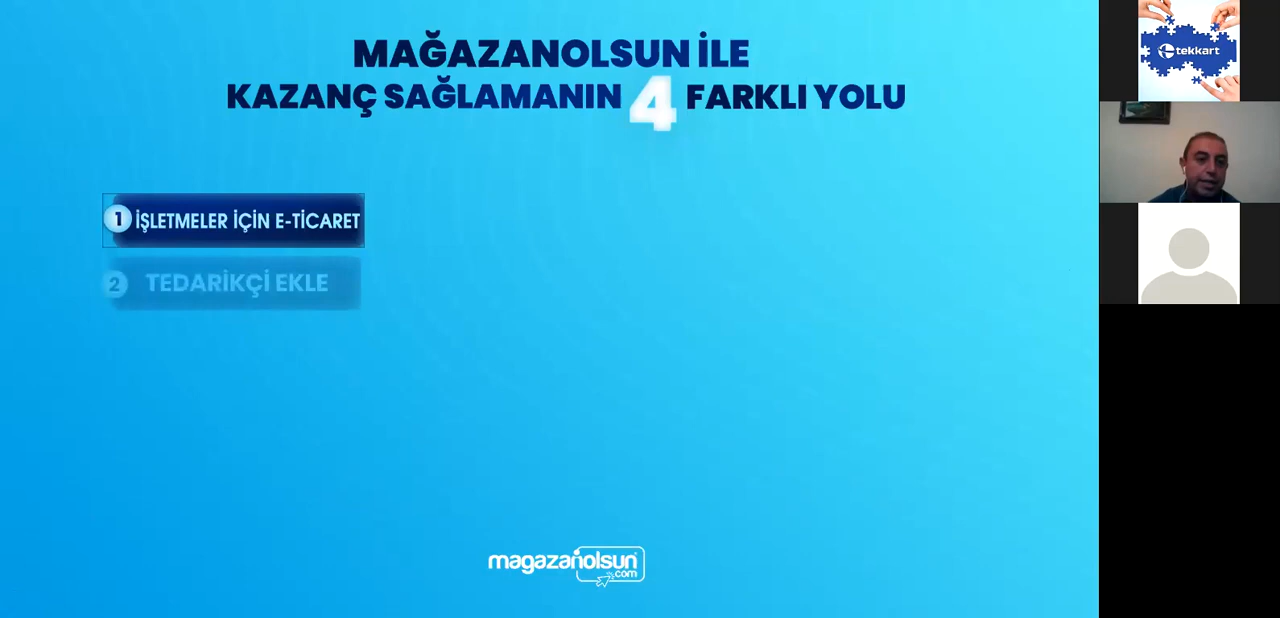 MAĞAZANOLSUN İLE
KAZANÇ SAĞLAMANIN 4 FARKLI YOLU
1 İŞLETMELER İÇİN E-TİCARET
2 TEDARİKÇİ EKLE
magazanolsun
.com
tekkart